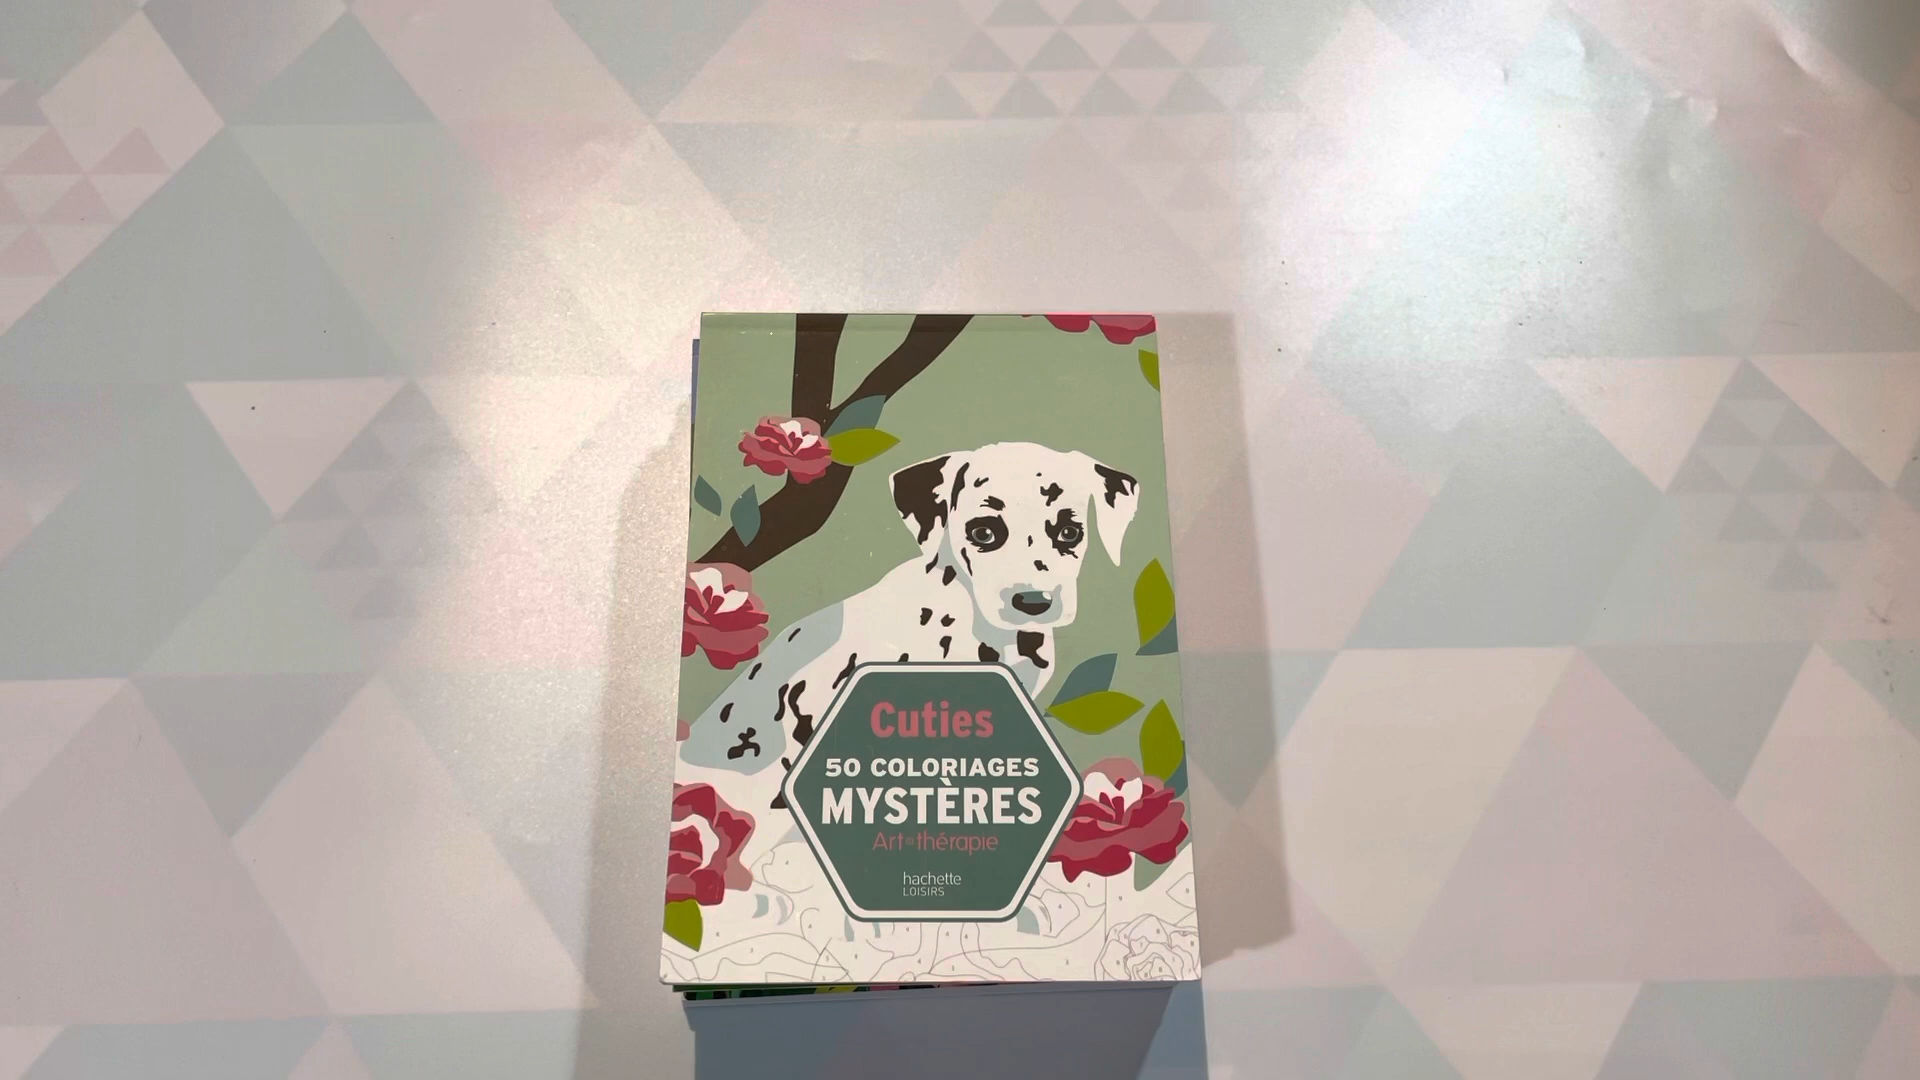 Cuties
50 COLORIAGES
MYSTÈRES
Art-thérapie
hachette
LOISIRS